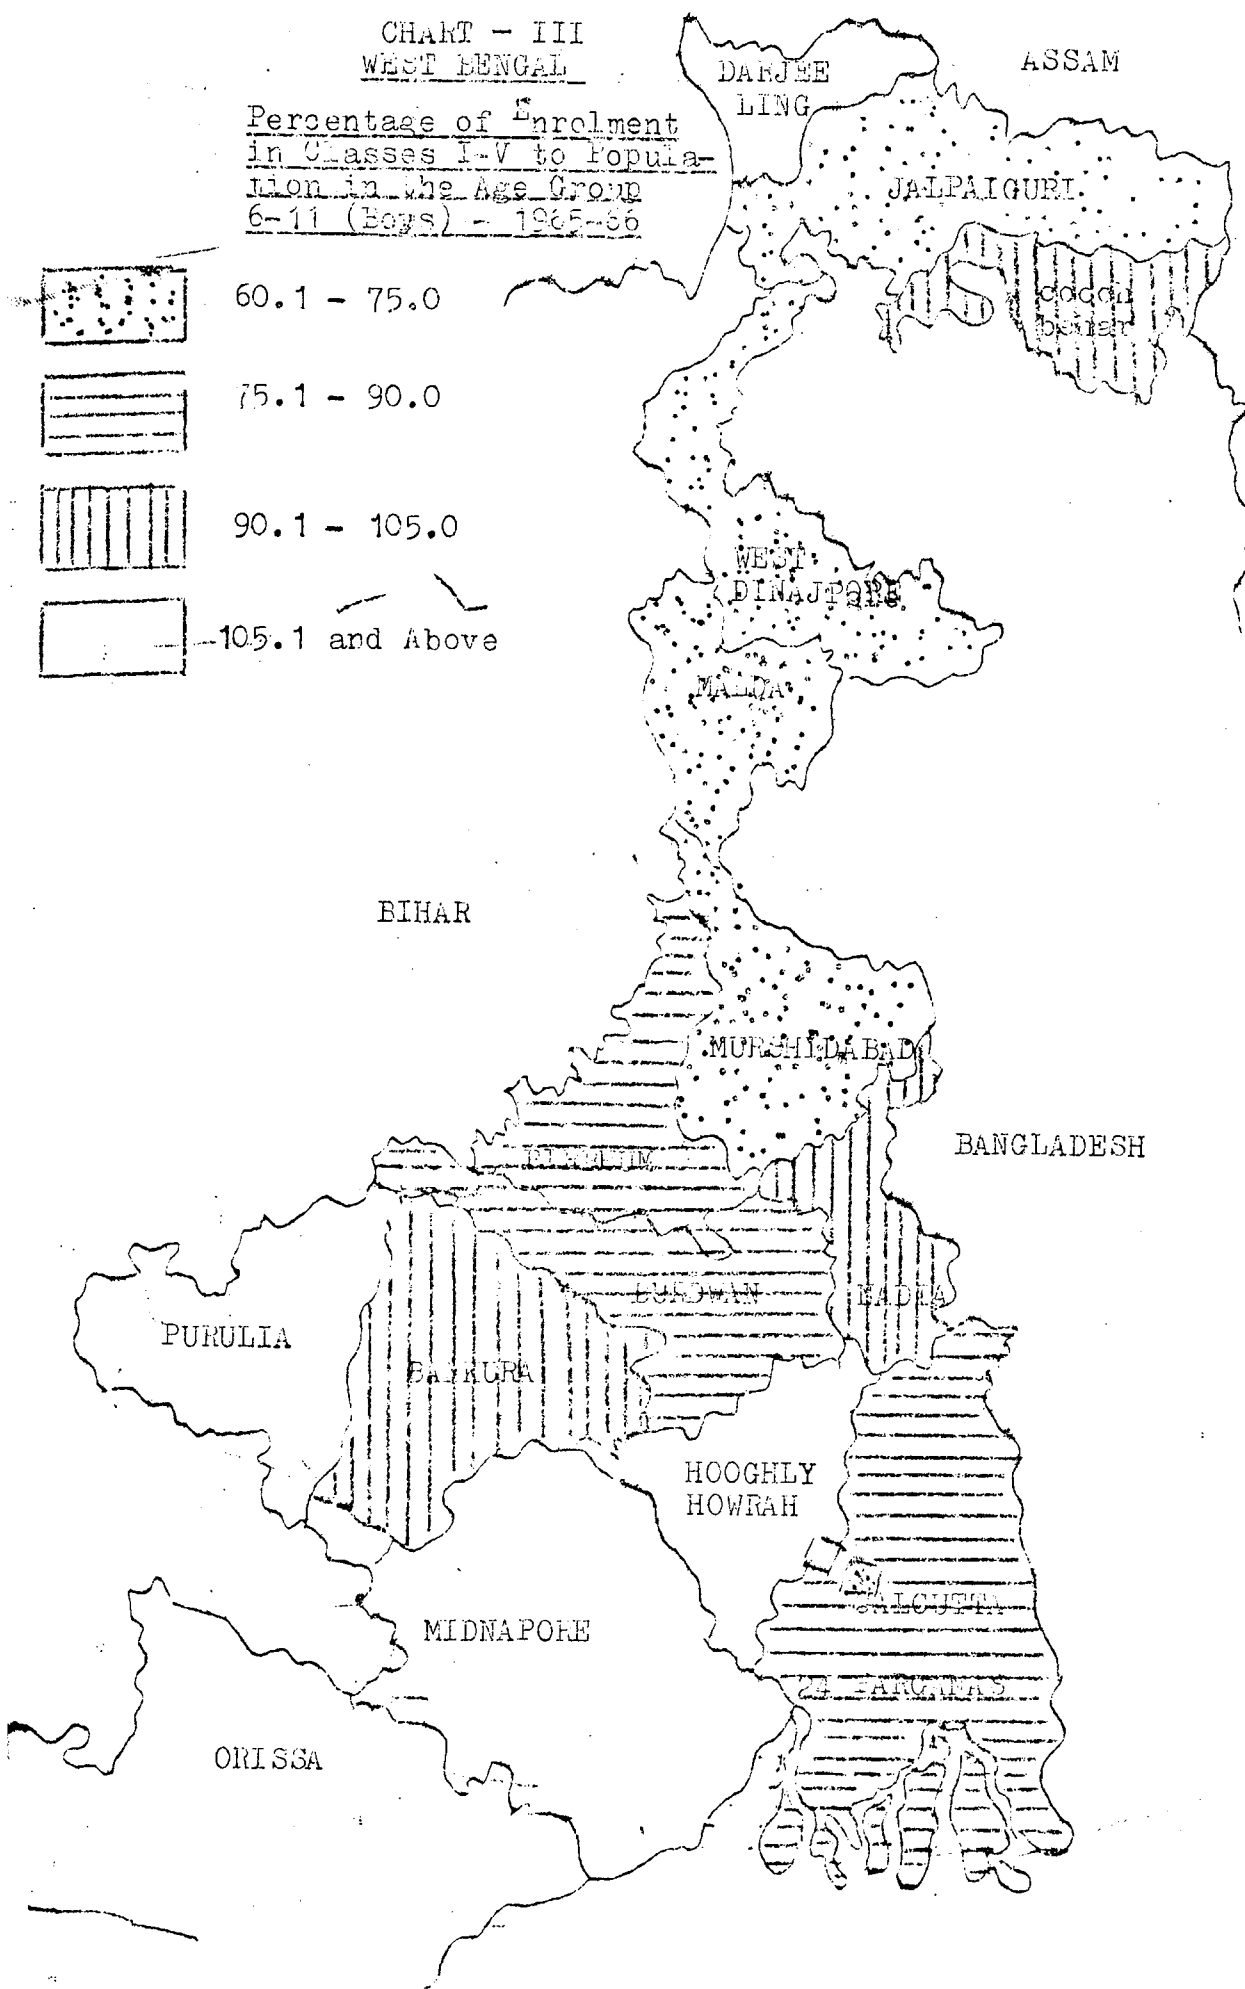 CHART - III
WEST BENGAL
Percentage of Enrolment
in Classes I-V to Popula-
tion in the Age Group
6-11 (Boys) - 1965-66
60.1 - 75.0
75.1 - 90.0
90.1 - 105.0
105.1 and Above
DARJEE
LING
ASSAM
JALPAIGURI
cooch
behar
WEST
DINAJPORE
MALDA
BIHAR
MURSHIDABAD
BANGLADESH
BIRBHUM
BURDWAN
NADIA
PURULIA
BANKURA
HOOGHLY
HOWRAH
CALCUTTA
MIDNAPORE
24 PARGANAS
ORISSA